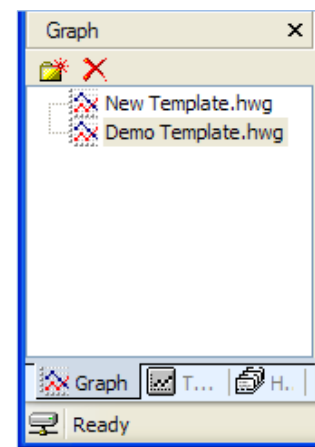 Graph
New Template.hwg
Demo Template.hwg
Graph T... H..
Ready